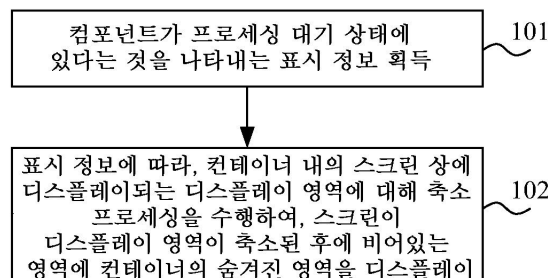 컴포넌트가 프로세싱 대기 상태에
있다는 것을 나타내는 표시 정보 획득
101
표시 정보에 따라, 컨테이너 내의 스크린 상에
디스플레이되는 디스플레이 영역에 대해 축소
프로세싱을 수행하여, 스크린이
디스플레이 영역이 축소된 후에 비어있는
영역에 컨테이너의 숨겨진 영역을 디스플레이
102